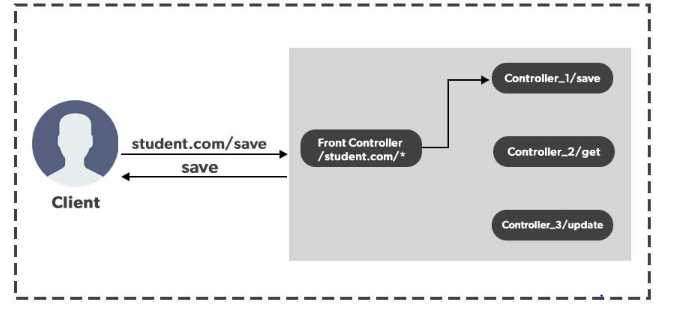 student.com/save
save
Client
Front Controller
/student.com/*
Controller_1/save
Controller_2/get
Controller_3/update